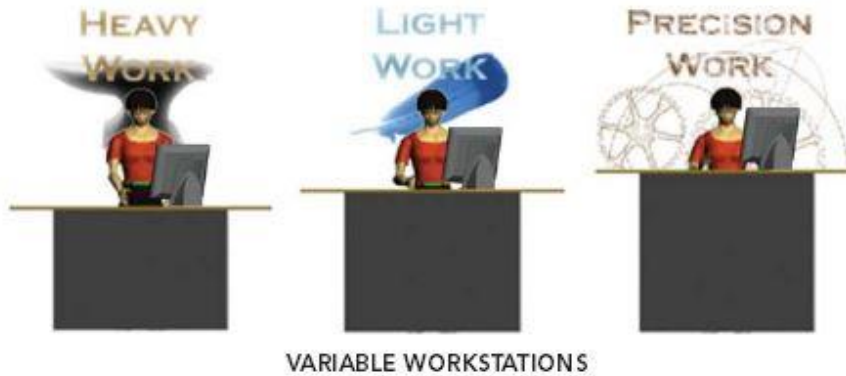 HEAVY
WORK
LIGHT
WORK
PRECISION
WORK
VARIABLE WORKSTATIONS